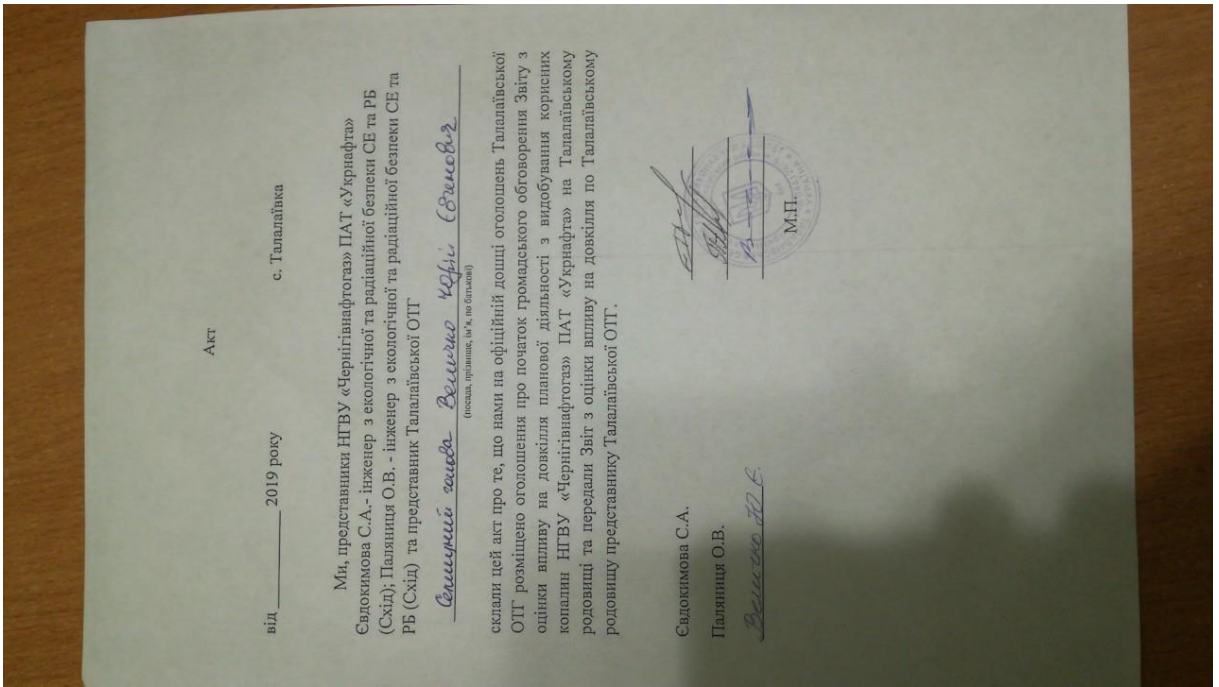 Акт
від __________ 2019 року с. Талалаївка
Ми, представники НГВУ «Чернігівнафтогаз» ПАТ «Укрнафта»
Євдокимова С.А.- інженер з екологічної та радіаційної безпеки СЕ та РБ
(Схід); Паляниця О.В. - інженер з екологічної та радіаційної безпеки СЕ та
РБ (Схід) та представник Талалаївської ОТГ
Селищний голова Величко Юрій Євгенович
(посада, прізвище, ім'я, по батькові)
склали цей акт про те, що нами на офіційній дошці оголошень Талалаївської
ОТГ розміщено оголошення про початок громадського обговорення Звіту з
оцінки впливу на довкілля планової діяльності з видобування корисних
копалин НГВУ «Чернігівнафтогаз» ПАТ «Укрнафта» на Талалаївському
родовищі та передали Звіт з оцінки впливу на довкілля по Талалаївському
родовищу представнику Талалаївської ОТГ.
Євдокимова С.А.
Паляниця О.В.
Величко Ю.Є.
М.П.